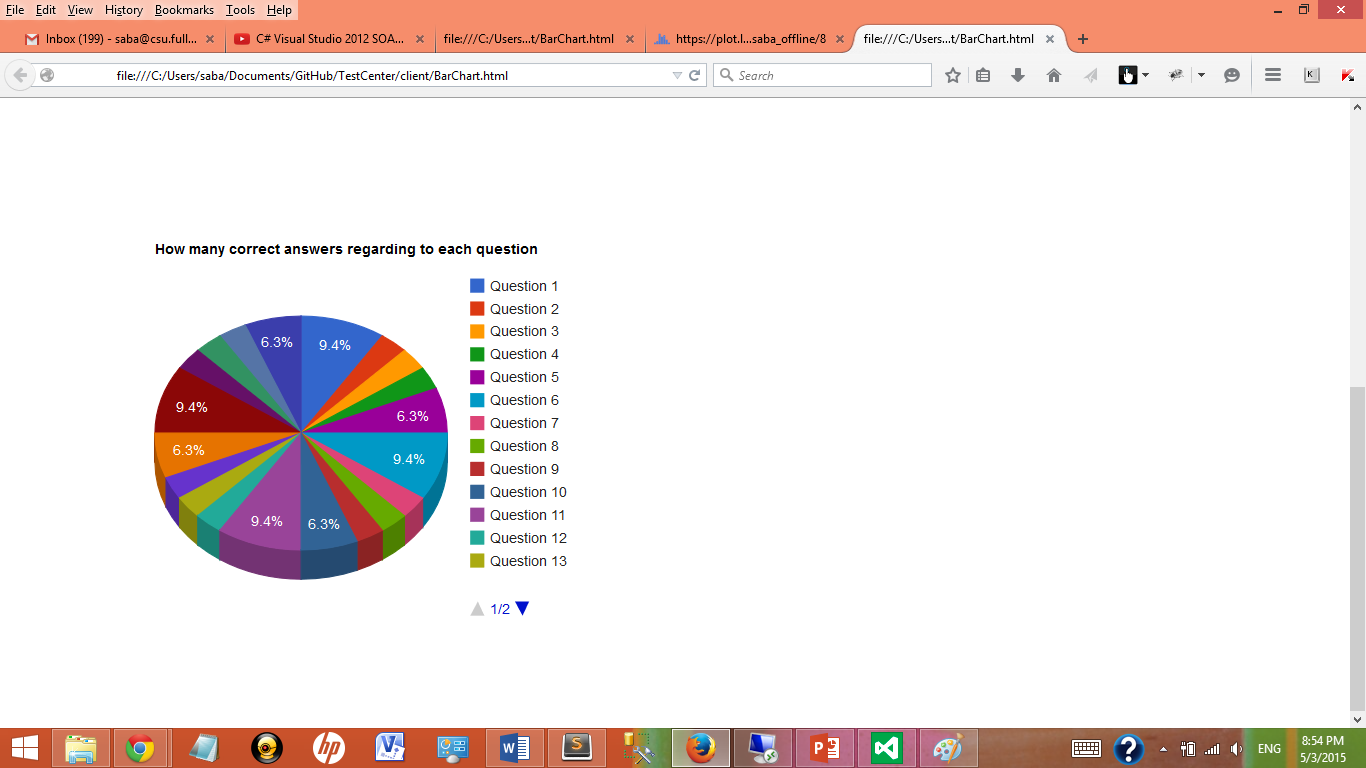 File Edit View History Bookmarks Tools Help
Inbox (199) - saba@csu.full... C# Visual Studio 2012 SOA... file:///C:/Users...t/BarChart.html https://plot.l...saba_offline/8 file:///C:/Users...t/BarChart.html
file:///C:/Users/saba/Documents/GitHub/TestCenter/client/BarChart.html Search K
How many correct answers regarding to each question
Question 1
Question 2
Question 3
Question 4
Question 5
Question 6
Question 7
Question 8
Question 9
Question 10
Question 11
Question 12
Question 13
1/2
6.3% 9.4%
9.4% 6.3%
6.3% 9.4%
9.4% 6.3%
hp W S P ENG 8:54 PM
5/3/2015